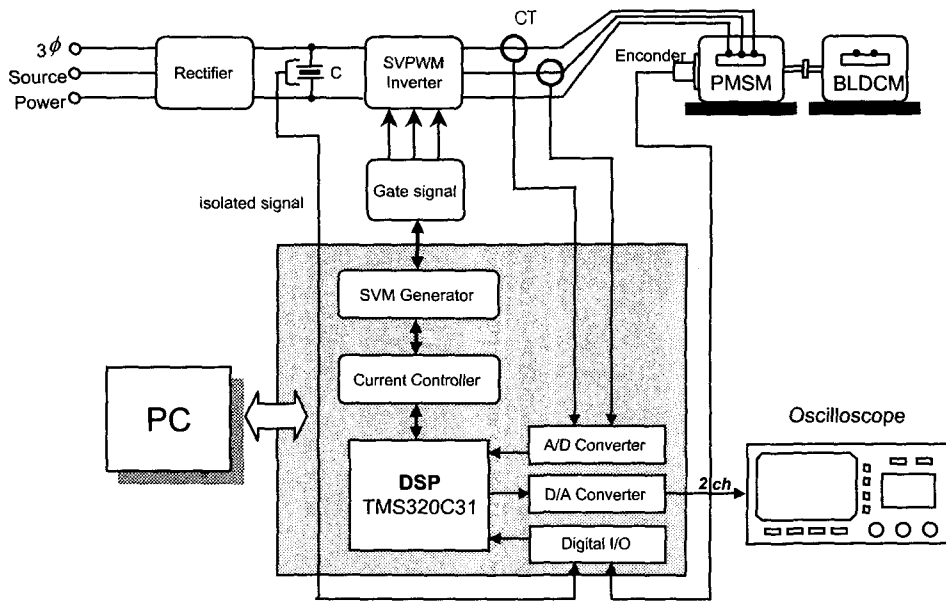 CT
3ϕ
Source
Power
Rectifier
C
SVPWM
Inverter
Enconder
PMSM
BLDCM
isolated signal
Gate signal
SVM Generator
Current Controller
PC
DSP
TMS320C31
A/D Converter
D/A Converter
Digital I/O
2 ch
Oscilloscope